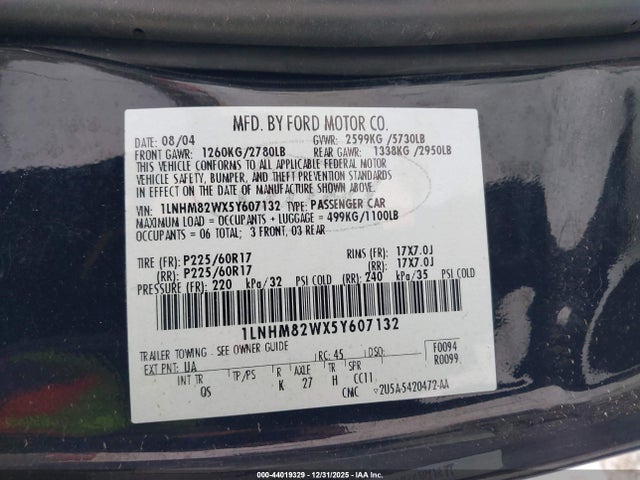 MFD. BY FORD MOTOR CO.
DATE: 08/04 GVWR: 2599KG /5730LB
FRONT GAWR: 1260KG/2780LB REAR GAWR: 1338KG /2950LB
THIS VEHICLE CONFORMS TO ALL APPLICABLE FEDERAL MOTOR
VEHICLE SAFETY, BUMPER, AND THEFT PREVENTION STANDARDS
IN EFFECT ON THE DATE OF MANUFACTURE SHOWN ABOVE.
VIN: 1LNHM82WX5Y607132 TYPE: PASSENGER CAR
MAXIMUM LOAD = OCCUPANTS + LUGGAGE = 499KG/1100LB
OCCUPANTS = 06 TOTAL; 3 FRONT, 03 REAR
TIRE (FR): P225/60R17 RIMS (FR): 17X7.0J
(RR): P225/60R17 (RR): 17X7.0J
PRESSURE (FR): 220 kPa/32 PSI COLD (RR): 240 kPa/35 PSI COLD
1LNHM82WX5Y607132
TRAILER TOWING - SEE OWNER GUIDE
EXT PNT: UA RC: 45 DSO: F0094
INT TR TP/PS R AXLE TR SPR R0099
OS K 27 H CC11
CMC 2U5A5420472-AA
000-44019329 - 12/31/2025 - IAA Inc.